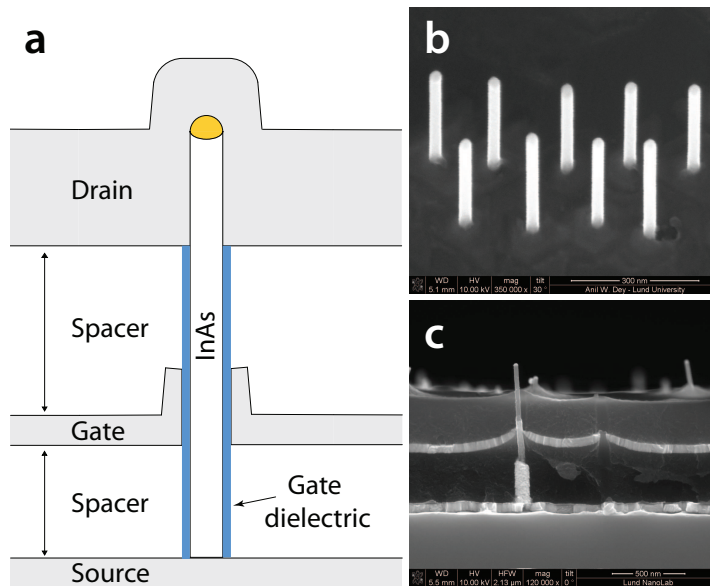 a
Drain
Spacer
InAs
Gate
Spacer
Gate
dielectric
Source
b
WD HV mag tilt 300 nm
5.1 mm 10.00 kV 350 000 x 30° Anil W. Dey - Lund University
c
WD HV HFW mag tilt 500 nm
5.5 mm 10.00 kV 2.13 µm 120 000 x 0° Lund NanoLab